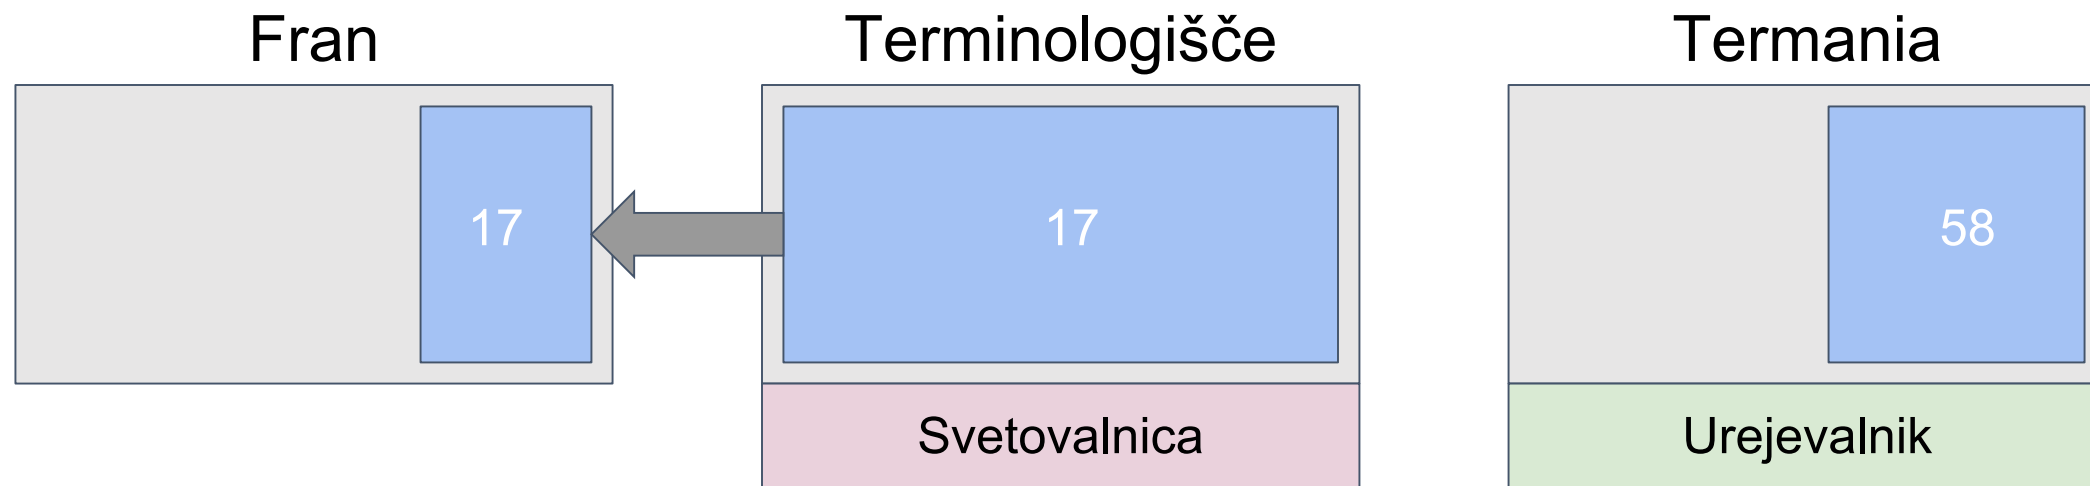 Fran
Terminologišče
Termania
17
17
58
Svetovalnica
Urejevalnik